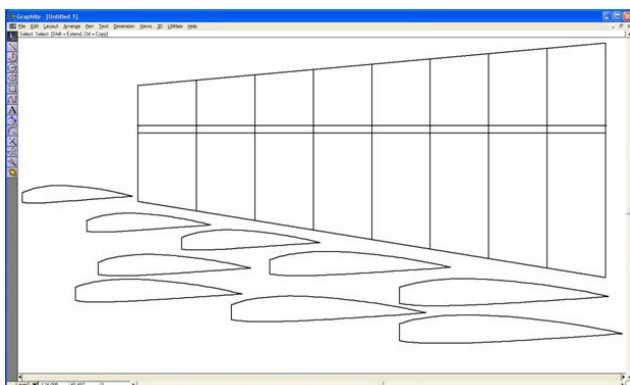 Graphite - [Untitled 1]
File Edit Layout Arrange Pen Text Dimension Views 3D Utilities Help
Select: Select [Shift = Extend, Ctrl = Copy]
A